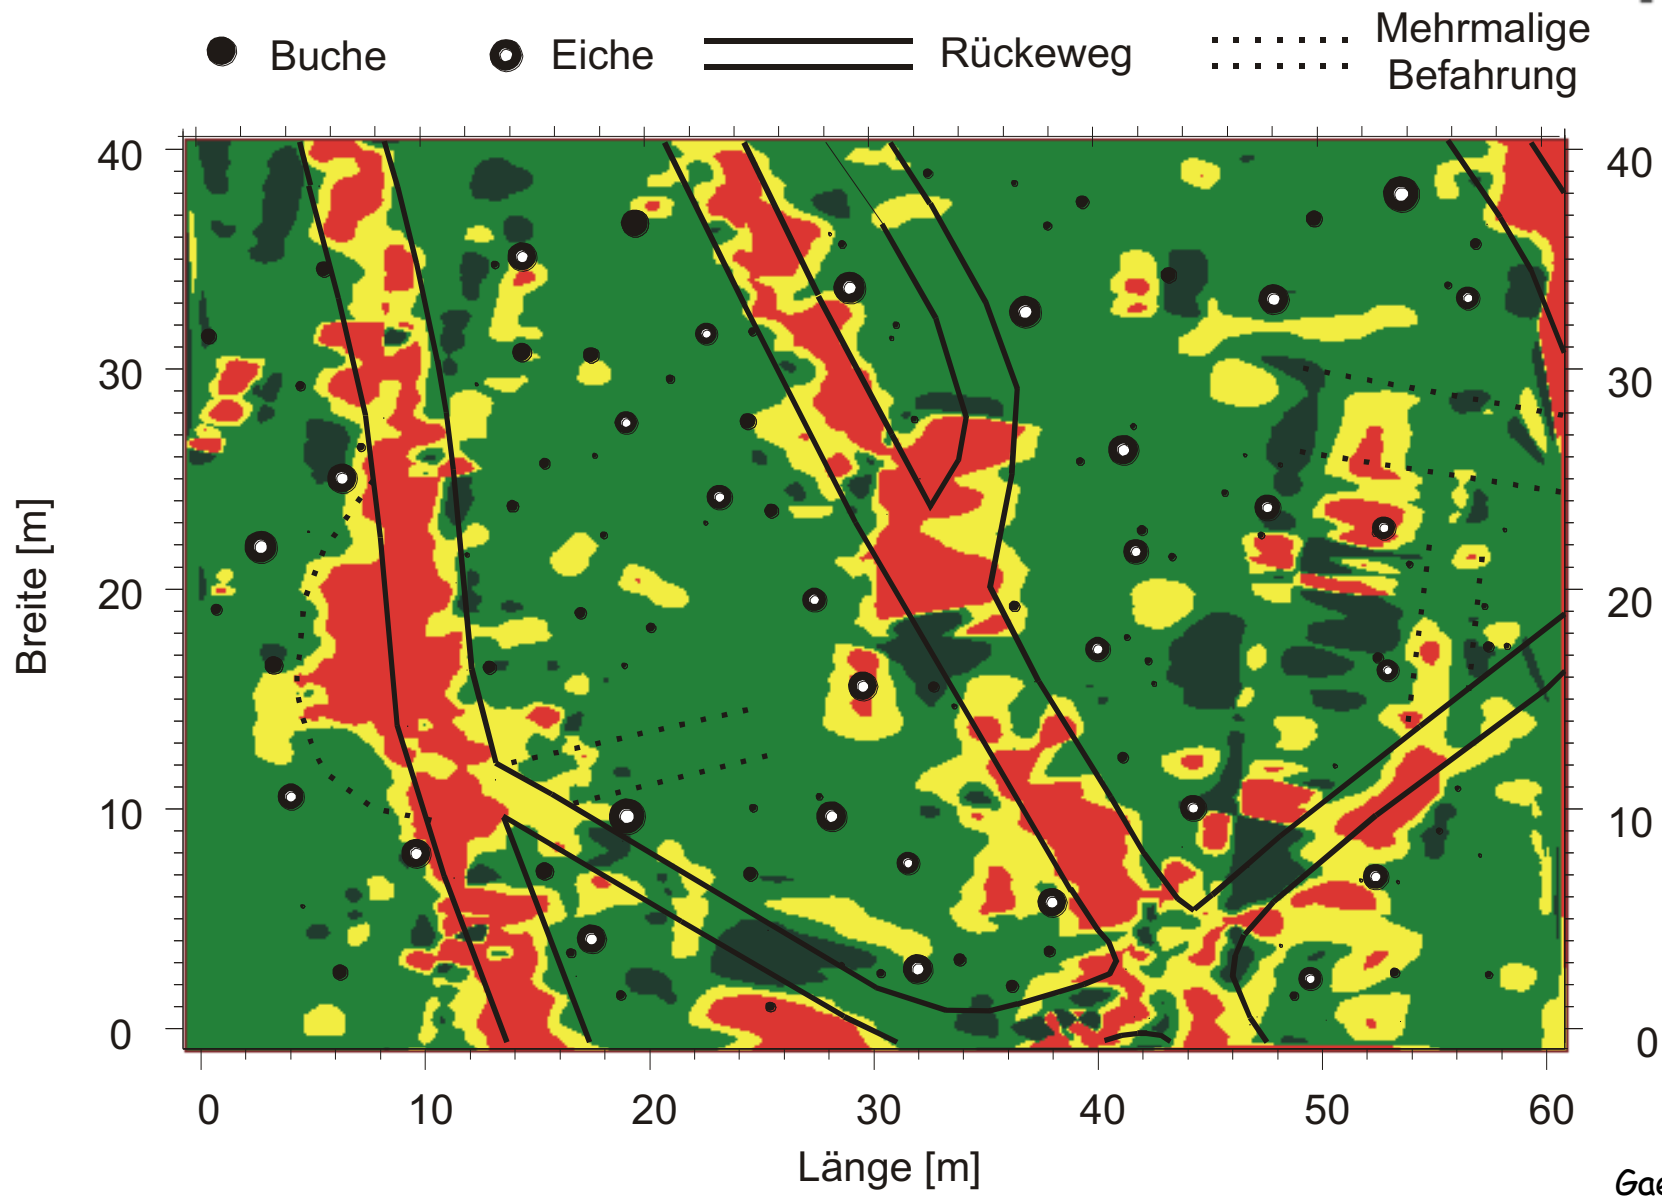 Buche Eiche Rückeweg Mehrmalige
Befahrung
40 40
30 30
20 20
10 10
0 0
Breite [m]
0 10 20 30 40 50 60
Länge [m]